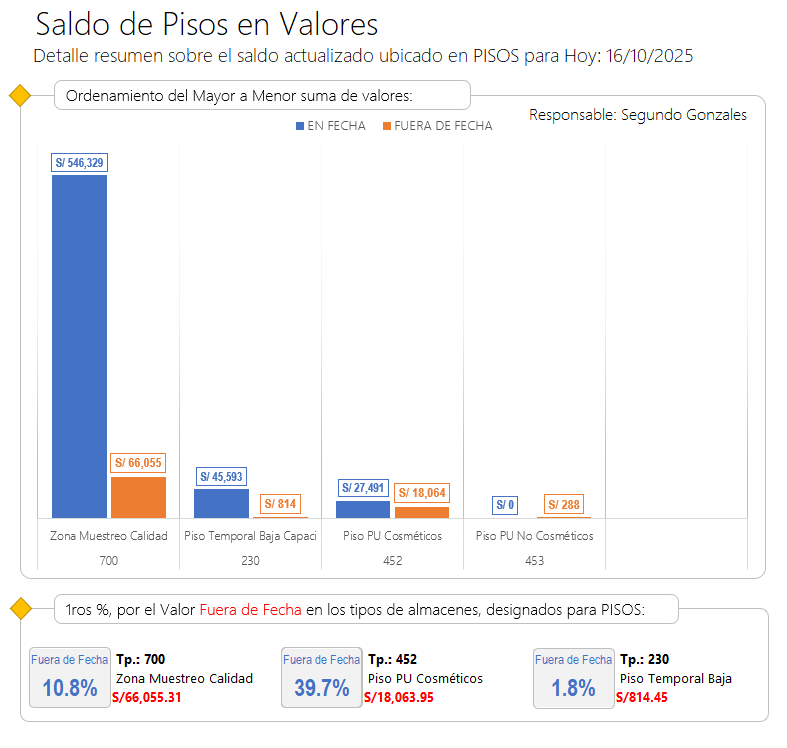 Saldo de Pisos en Valores
Detalle resumen sobre el saldo actualizado ubicado en PISOS para Hoy: 16/10/2025
Ordenamiento del Mayor a Menor suma de valores:
Responsable: Segundo Gonzales
EN FECHA FUERA DE FECHA
S/ 546,329
S/ 66,055
S/ 45,593
S/ 814
S/ 27,491
S/ 18,064
S/ 0
S/ 288
Zona Muestreo Calidad Piso Temporal Baja Capaci Piso PU Cosméticos Piso PU No Cosméticos
700 230 452 453
1ros %, por el Valor Fuera de Fecha en los tipos de almacenes, designados para PISOS:
Fuera de Fecha
10.8%
Tp.: 700
Zona Muestreo Calidad
S/66,055.31
Fuera de Fecha
39.7%
Tp.: 452
Piso PU Cosméticos
S/18,063.95
Fuera de Fecha
1.8%
Tp.: 230
Piso Temporal Baja
S/814.45